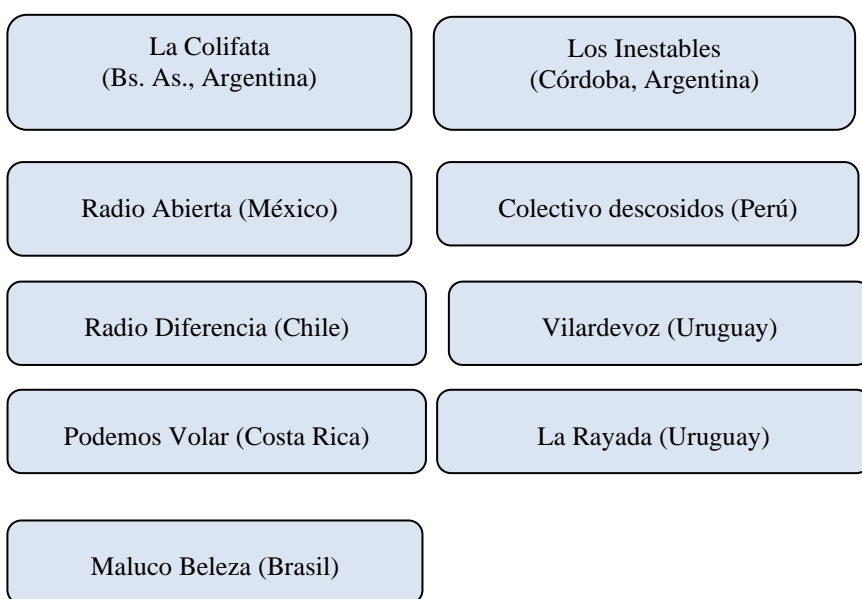 La Colifata
(Bs. As., Argentina)
Los Inestables
(Córdoba, Argentina)
Radio Abierta (México)
Colectivo descosidos (Perú)
Radio Diferencia (Chile)
Vilardevoz (Uruguay)
Podemos Volar (Costa Rica)
La Rayada (Uruguay)
Maluco Beleza (Brasil)